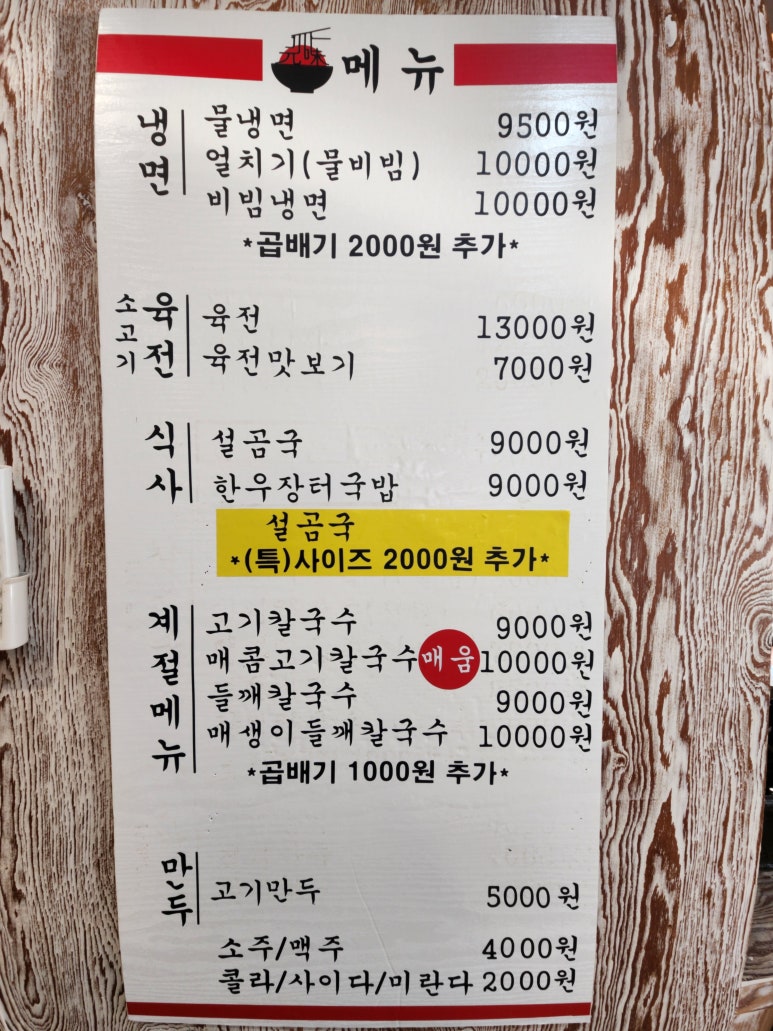 元味 메뉴
냉면
물냉면 9500원
얼치기(물비빔) 10000원
비빔냉면 10000원
*곱배기 2000원 추가*
소고기 육전
육전 13000원
육전맛보기 7000원
식사
설곰국 9000원
한우장터국밥 9000원
설곰국
*(특)사이즈 2000원 추가*
계절메뉴
고기칼국수 9000원
매콤고기칼국수 매움 10000원
들깨칼국수 9000원
매생이들깨칼국수 10000원
*곱배기 1000원 추가*
만두
고기만두 5000원
소주/맥주 4000원
콜라/사이다/미란다 2000원